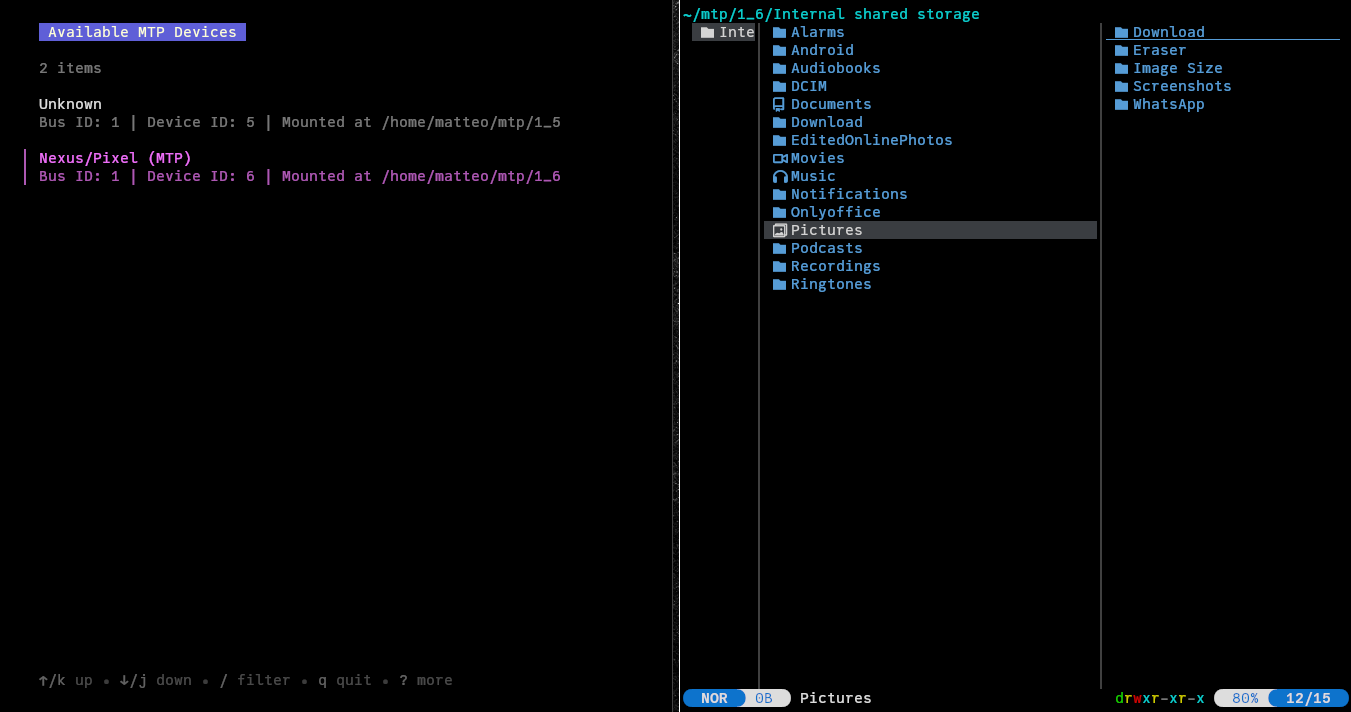 Available MTP Devices
2 items
Unknown
Bus ID: 1 | Device ID: 5 | Mounted at /home/matteo/mtp/1_5
Nexus/Pixel (MTP)
Bus ID: 1 | Device ID: 6 | Mounted at /home/matteo/mtp/1_6
↑/k up • ↓/j down • / filter • q quit • ? more
~/mtp/1_6/Internal shared storage
Inte
Alarms
Android
Audiobooks
DCIM
Documents
Download
EditedOnlinePhotos
Movies
Music
Notifications
Onlyoffice
Pictures
Podcasts
Recordings
Ringtones
Download
Eraser
Image Size
Screenshots
WhatsApp
NOR 0B Pictures drwxr-xr-x 80% 12/15